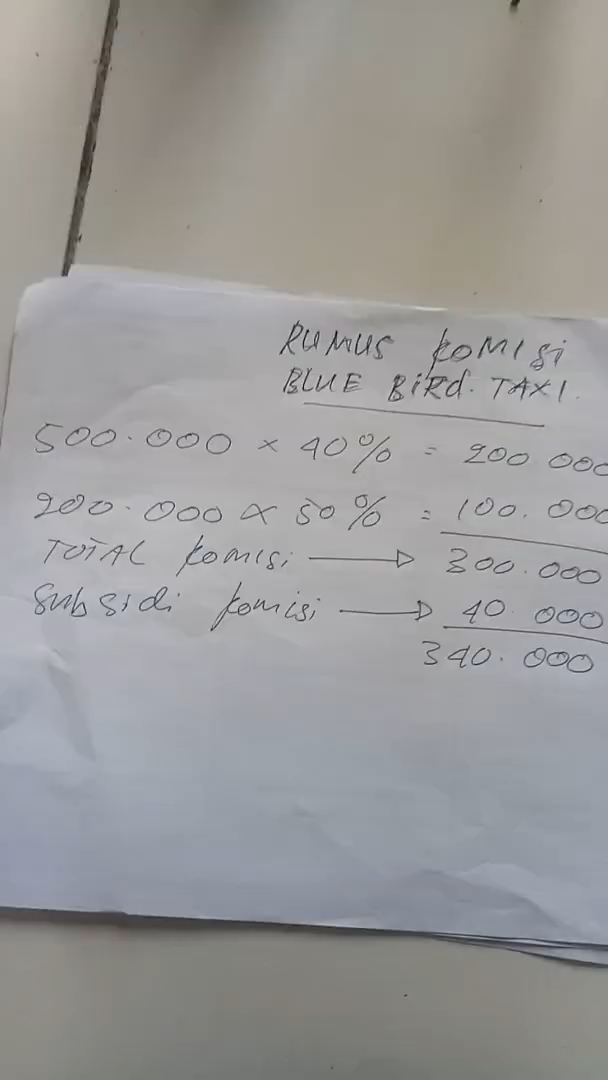 RUMUS KOMISI
BLUE BIRD. TAXI.
500.000 x 40% = 200 000
200.000 x 50% = 100.000
TOTAL komisi → 300.000
Subsidi komisi → 40 000
340.000